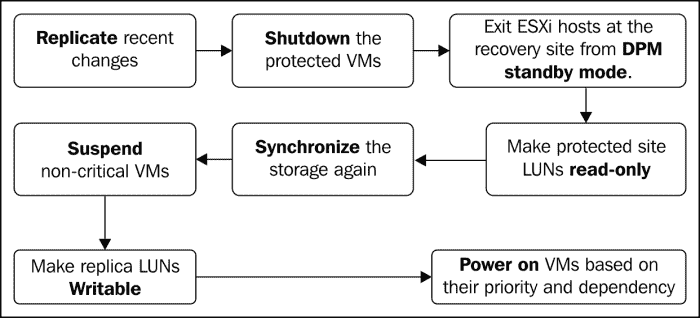 Replicate recent
changes
Shutdown the
protected VMs
Exit ESXi hosts at the
recovery site from DPM
standby mode.
Make protected site
LUNs read-only
Synchronize the
storage again
Suspend
non-critical VMs
Make replica LUNs
Writable
Power on VMs based on
their priority and dependency